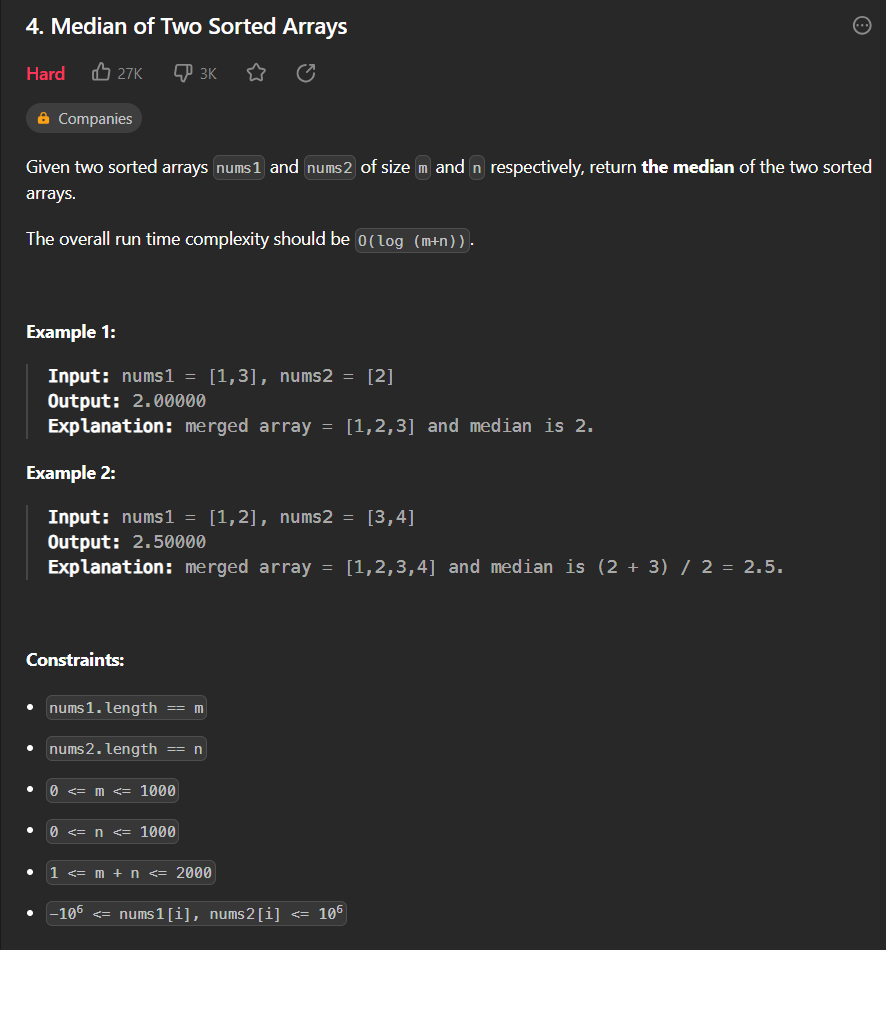 4. Median of Two Sorted Arrays
Hard 27K 3K
Companies
Given two sorted arrays nums1 and nums2 of size m and n respectively, return the median of the two sorted
arrays.
The overall run time complexity should be O(log (m+n)).
Example 1:
Input: nums1 = [1,3], nums2 = [2]
Output: 2.00000
Explanation: merged array = [1,2,3] and median is 2.
Example 2:
Input: nums1 = [1,2], nums2 = [3,4]
Output: 2.50000
Explanation: merged array = [1,2,3,4] and median is (2 + 3) / 2 = 2.5.
Constraints:
• nums1.length == m
• nums2.length == n
• 0 <= m <= 1000
• 0 <= n <= 1000
• 1 <= m + n <= 2000
• -10⁶ <= nums1[i], nums2[i] <= 10⁶